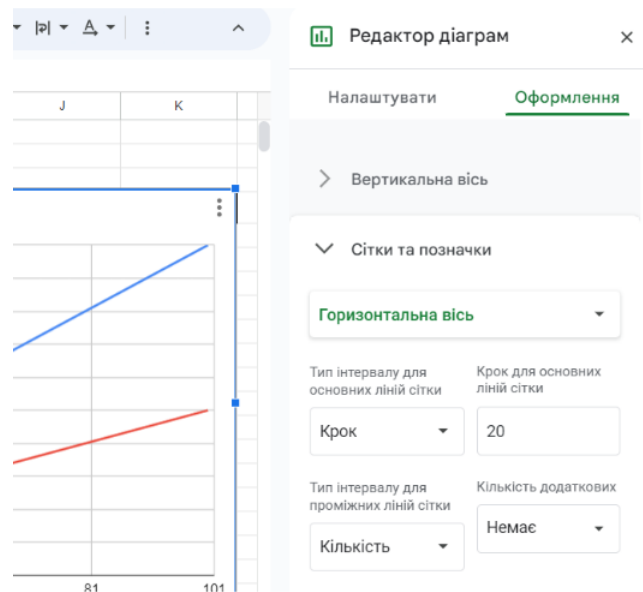 A
Редактор діаграм
J
K
Налаштувати
Оформлення
Вертикальна вісь
Сітки та позначки
Горизонтальна вісь
Тип інтервалу для
основних ліній сітки
Крок для основних
ліній сітки
Крок
20
Тип інтервалу для
проміжних ліній сітки
Кількість додаткових
Кількість
Немає
81
101